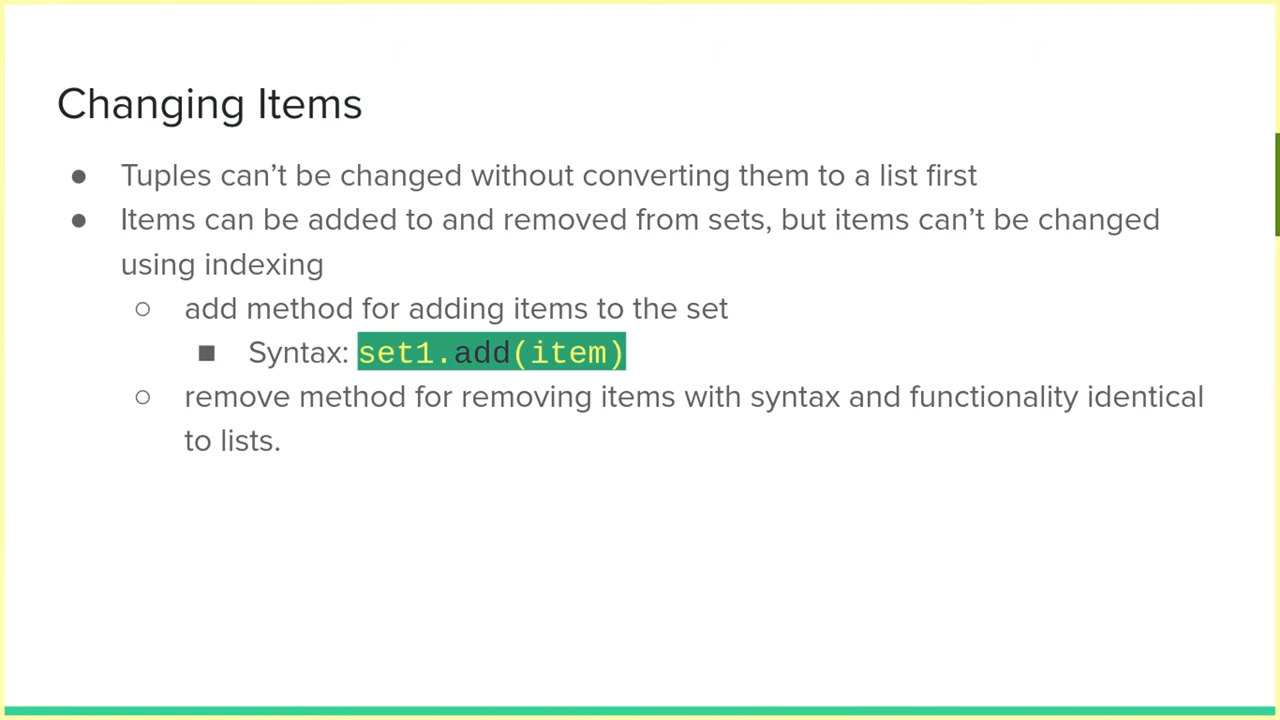 Changing Items
● Tuples can’t be changed without converting them to a list first
● Items can be added to and removed from sets, but items can’t be changed
using indexing
○ add method for adding items to the set
■ Syntax: set1.add(item)
○ remove method for removing items with syntax and functionality identical
to lists.